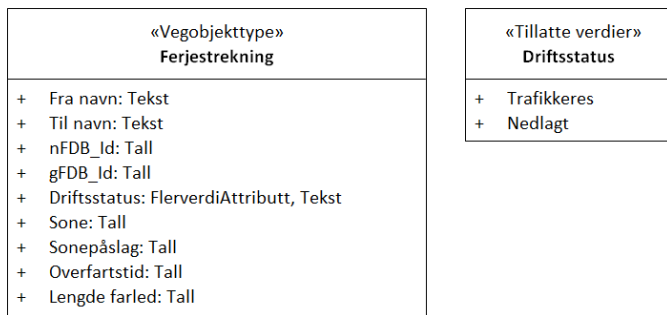 «Vegobjekttype»
Ferjestrekning
+ Fra navn: Tekst
+ Til navn: Tekst
+ nFDB_Id: Tall
+ gFDB_Id: Tall
+ Driftsstatus: FlerverdiAttributt, Tekst
+ Sone: Tall
+ Sonepåslag: Tall
+ Overfartstid: Tall
+ Lengde farled: Tall
«Tillatte verdier»
Driftsstatus
+ Trafikkeres
+ Nedlagt